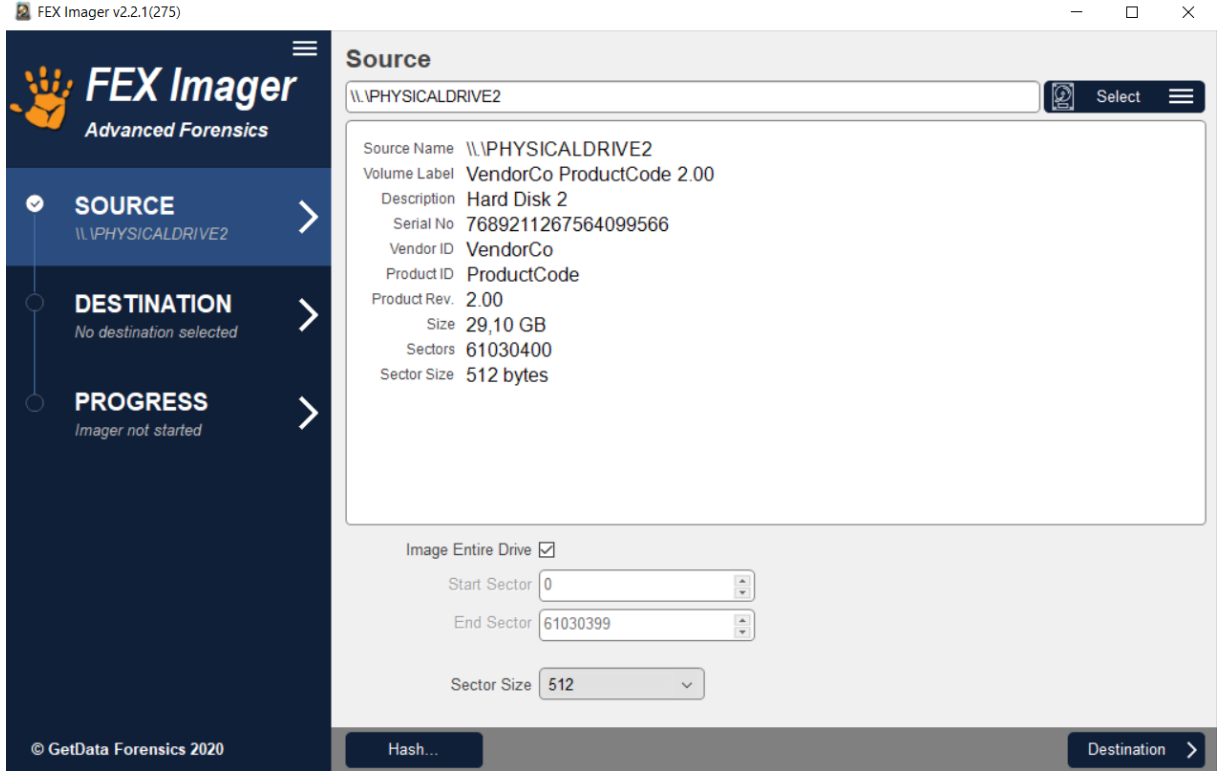 FEX Imager v2.2.1(275)
FEX Imager
Advanced Forensics
SOURCE
\\.\PHYSICALDRIVE2
DESTINATION
No destination selected
PROGRESS
Imager not started
© GetData Forensics 2020
Source
\\.\PHYSICALDRIVE2
Select
Source Name \\.\PHYSICALDRIVE2
Volume Label VendorCo ProductCode 2.00
Description Hard Disk 2
Serial No 7689211267564099566
Vendor ID VendorCo
Product ID ProductCode
Product Rev. 2.00
Size 29,10 GB
Sectors 61030400
Sector Size 512 bytes
Image Entire Drive
Start Sector 0
End Sector 61030399
Sector Size 512
Hash...
Destination